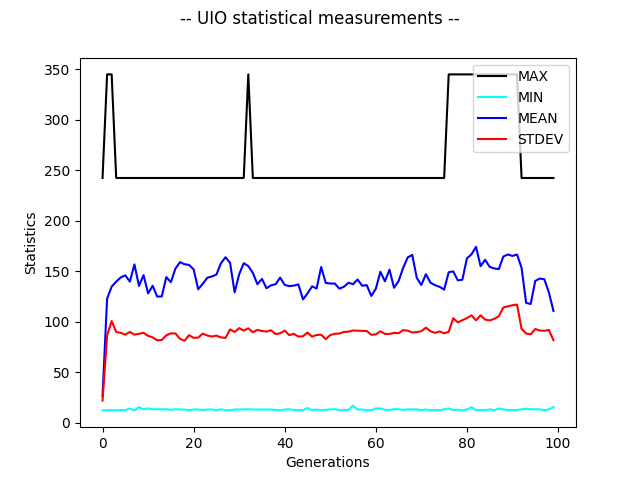 -- UIO statistical measurements --
350
300
250
200
150
100
50
0
Statistics
MAX
MIN
MEAN
STDEV
0 20 40 60 80 100
Generations